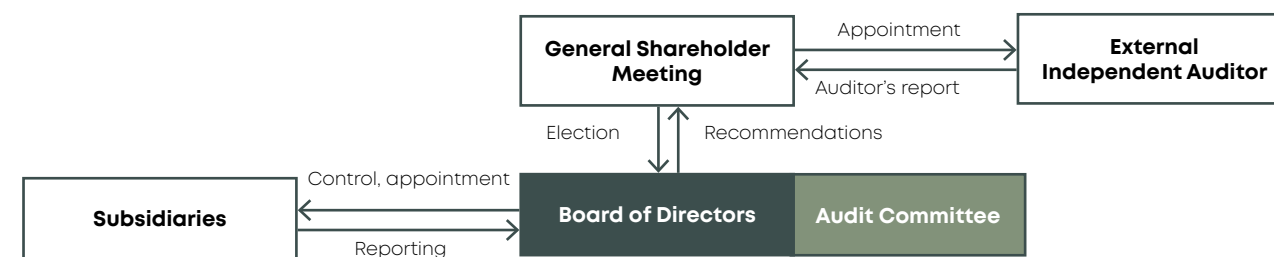 General Shareholder
Meeting
Appointment
Auditor's report
External
Independent Auditor
Election
Recommendations
Subsidiaries
Control, appointment
Reporting
Board of Directors
Audit Committee